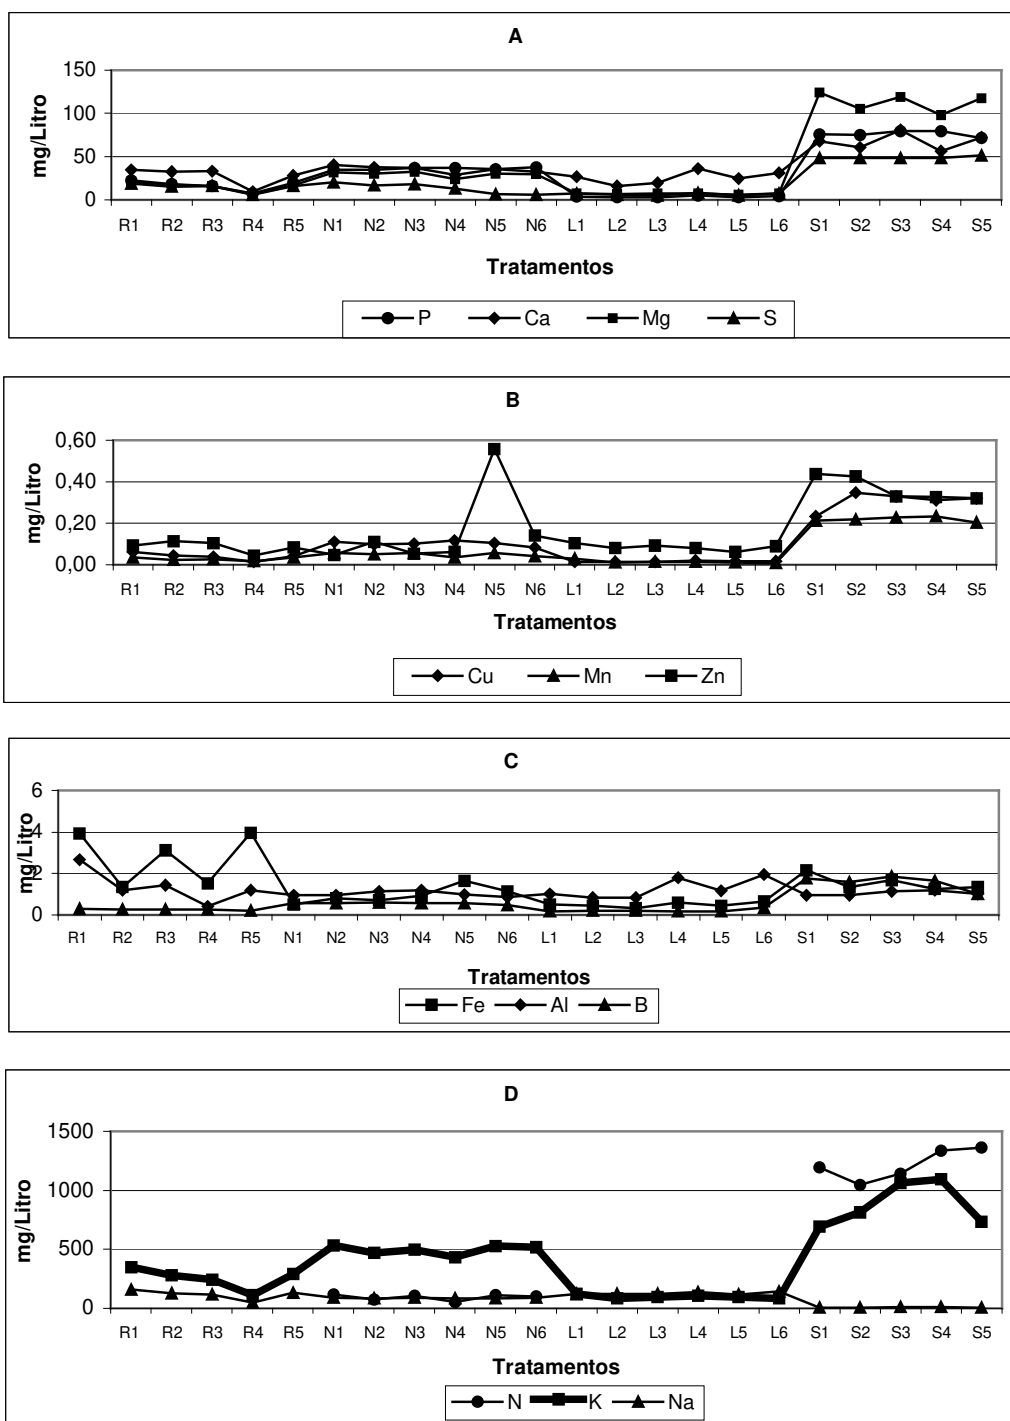 A
mg/Litro
150
100
50
0
R1 R2 R3 R4 R5 N1 N2 N3 N4 N5 N6 L1 L2 L3 L4 L5 L6 S1 S2 S3 S4 S5
Tratamentos
P Ca Mg S
B
mg/Litro
0,60
0,40
0,20
0,00
R1 R2 R3 R4 R5 N1 N2 N3 N4 N5 N6 L1 L2 L3 L4 L5 L6 S1 S2 S3 S4 S5
Tratamentos
Cu Mn Zn
C
mg/Litro
6
4
2
0
R1 R2 R3 R4 R5 N1 N2 N3 N4 N5 N6 L1 L2 L3 L4 L5 L6 S1 S2 S3 S4 S5
Tratamentos
Fe Al B
D
mg/Litro
1500
1000
500
0
R1 R2 R3 R4 R5 N1 N2 N3 N4 N5 N6 L1 L2 L3 L4 L5 L6 S1 S2 S3 S4 S5
Tratamentos
N K Na